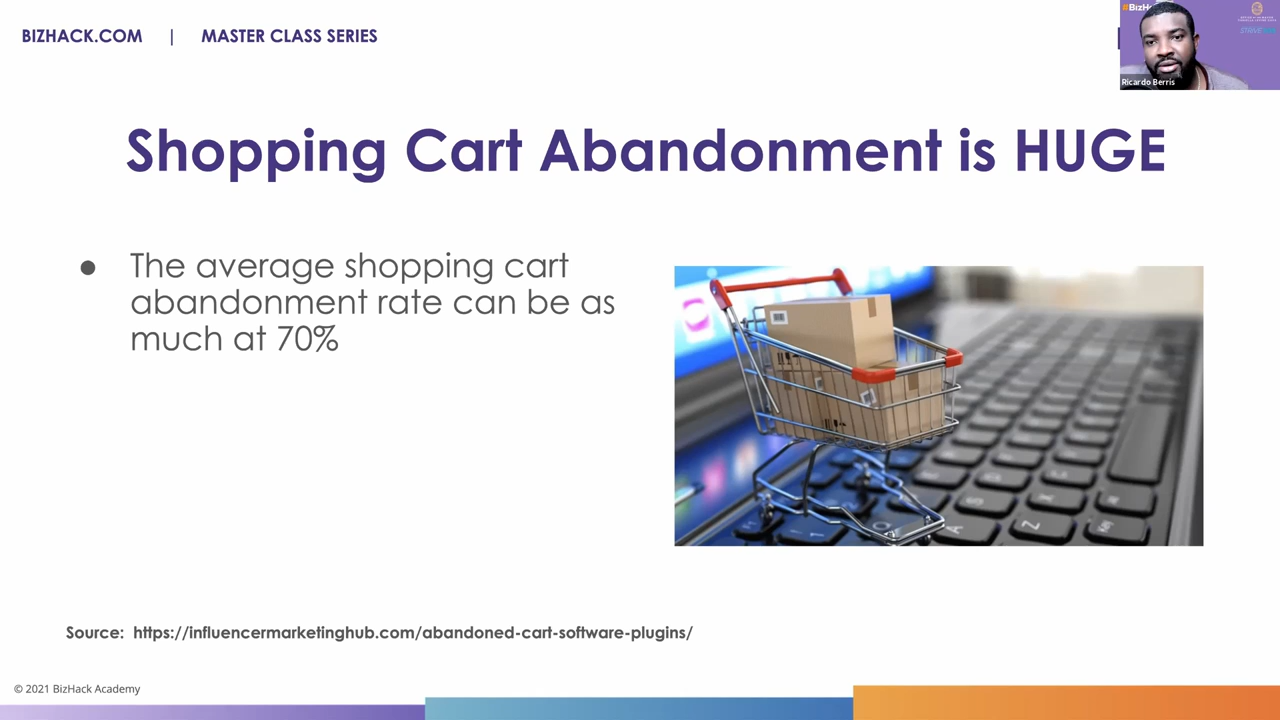 BIZHACK.COM | MASTER CLASS SERIES
#BizH
Ricardo Berris
Shopping Cart Abandonment is HUGE
● The average shopping cart
abandonment rate can be as
much at 70%
Source: https://influencermarketinghub.com/abandoned-cart-software-plugins/
© 2021 BizHack Academy